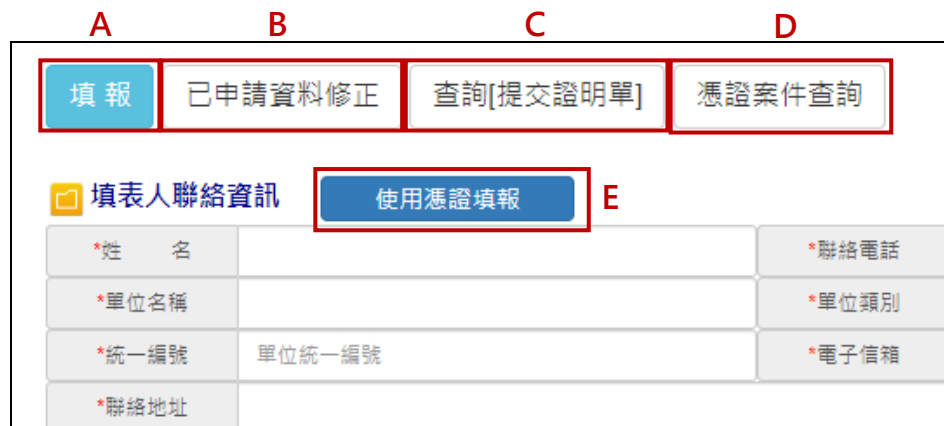 A B C D
填 報 已申請資料修正 查詢[提交證明單] 憑證案件查詢
填表人聯絡資訊 使用憑證填報 E
*姓 名 *聯絡電話
*單位名稱 *單位類別
*統一編號 單位統一編號 *電子信箱
*聯絡地址